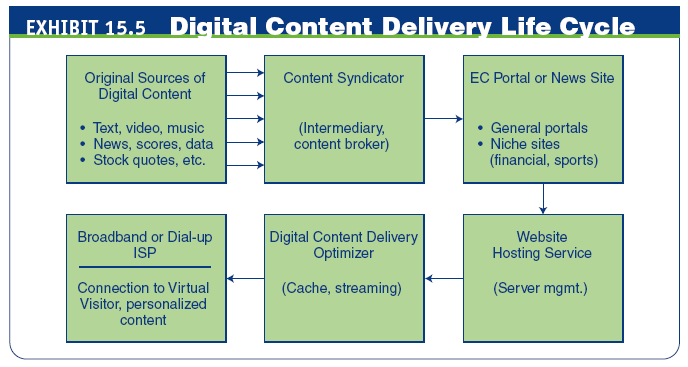 EXHIBIT 15.5 Digital Content Delivery Life Cycle
Original Sources of
Digital Content
• Text, video, music
• News, scores, data
• Stock quotes, etc.
Content Syndicator
(Intermediary,
content broker)
EC Portal or News Site
• General portals
• Niche sites
(financial, sports)
Broadband or Dial-up
ISP
Connection to Virtual
Visitor, personalized
content
Digital Content Delivery
Optimizer
(Cache, streaming)
Website
Hosting Service
(Server mgmt.)